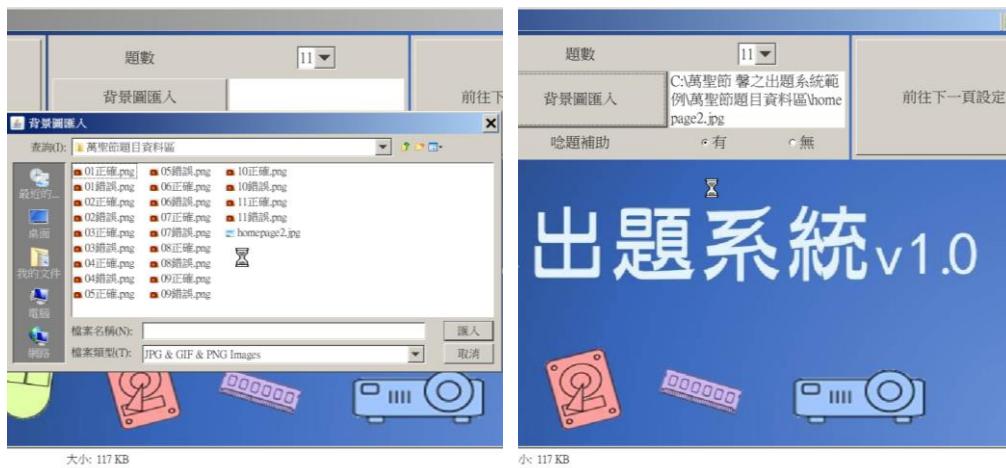 題數
11
背景圖匯入
前往下
背景圖匯入
查詢(I):
萬聖節題目資料區
最近的...
桌面
我的文件
電腦
網路
01正確.png
05錯誤.png
10正確.png
01錯誤.png
06正確.png
10錯誤.png
02正確.png
06錯誤.png
11正確.png
02錯誤.png
07正確.png
11錯誤.png
03正確.png
07錯誤.png
homepage2.jpg
03錯誤.png
08正確.png
04正確.png
08錯誤.png
04錯誤.png
09正確.png
05正確.png
09錯誤.png
檔案名稱(N):
匯入
檔案類型(T):
JPG & GIF & PNG Images
取消
大小: 117 KB
題數
11
背景圖匯入
C:\萬聖節 馨之出題系統範
例\萬聖節題目資料區\home
page2.jpg
前往下一頁設定
唸題補助
有
無
出題系統v1.0
小: 117 KB